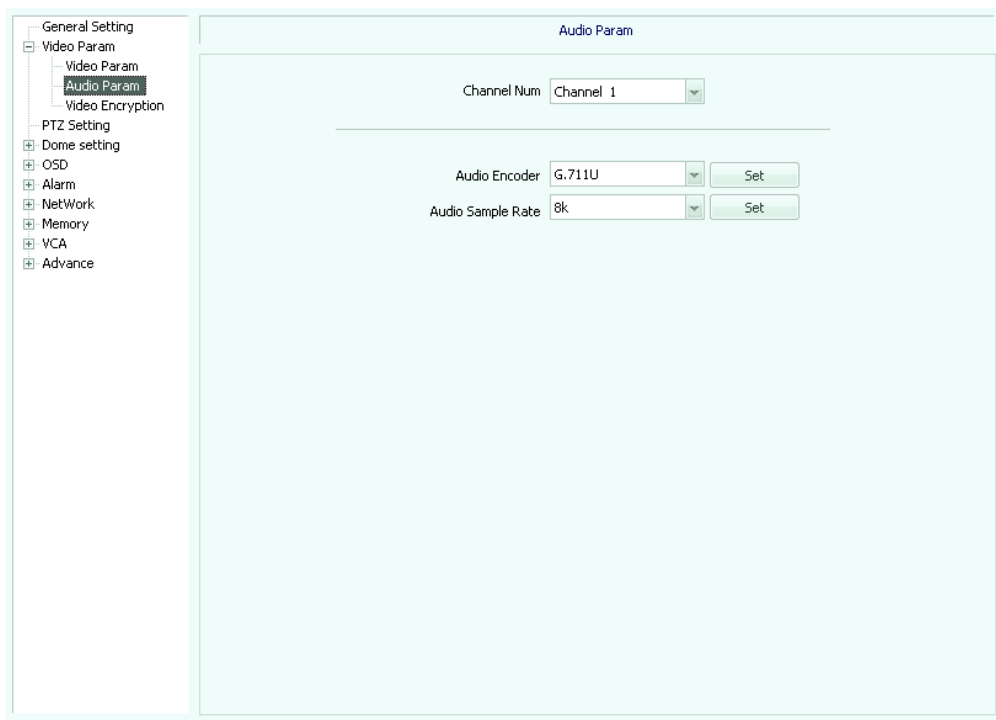 General Setting
Video Param
Video Param
Audio Param
Video Encryption
PTZ Setting
Dome setting
OSD
Alarm
NetWork
Memory
VCA
Advance
Audio Param
Channel Num Channel 1
Audio Encoder G.711U Set
Audio Sample Rate 8k Set